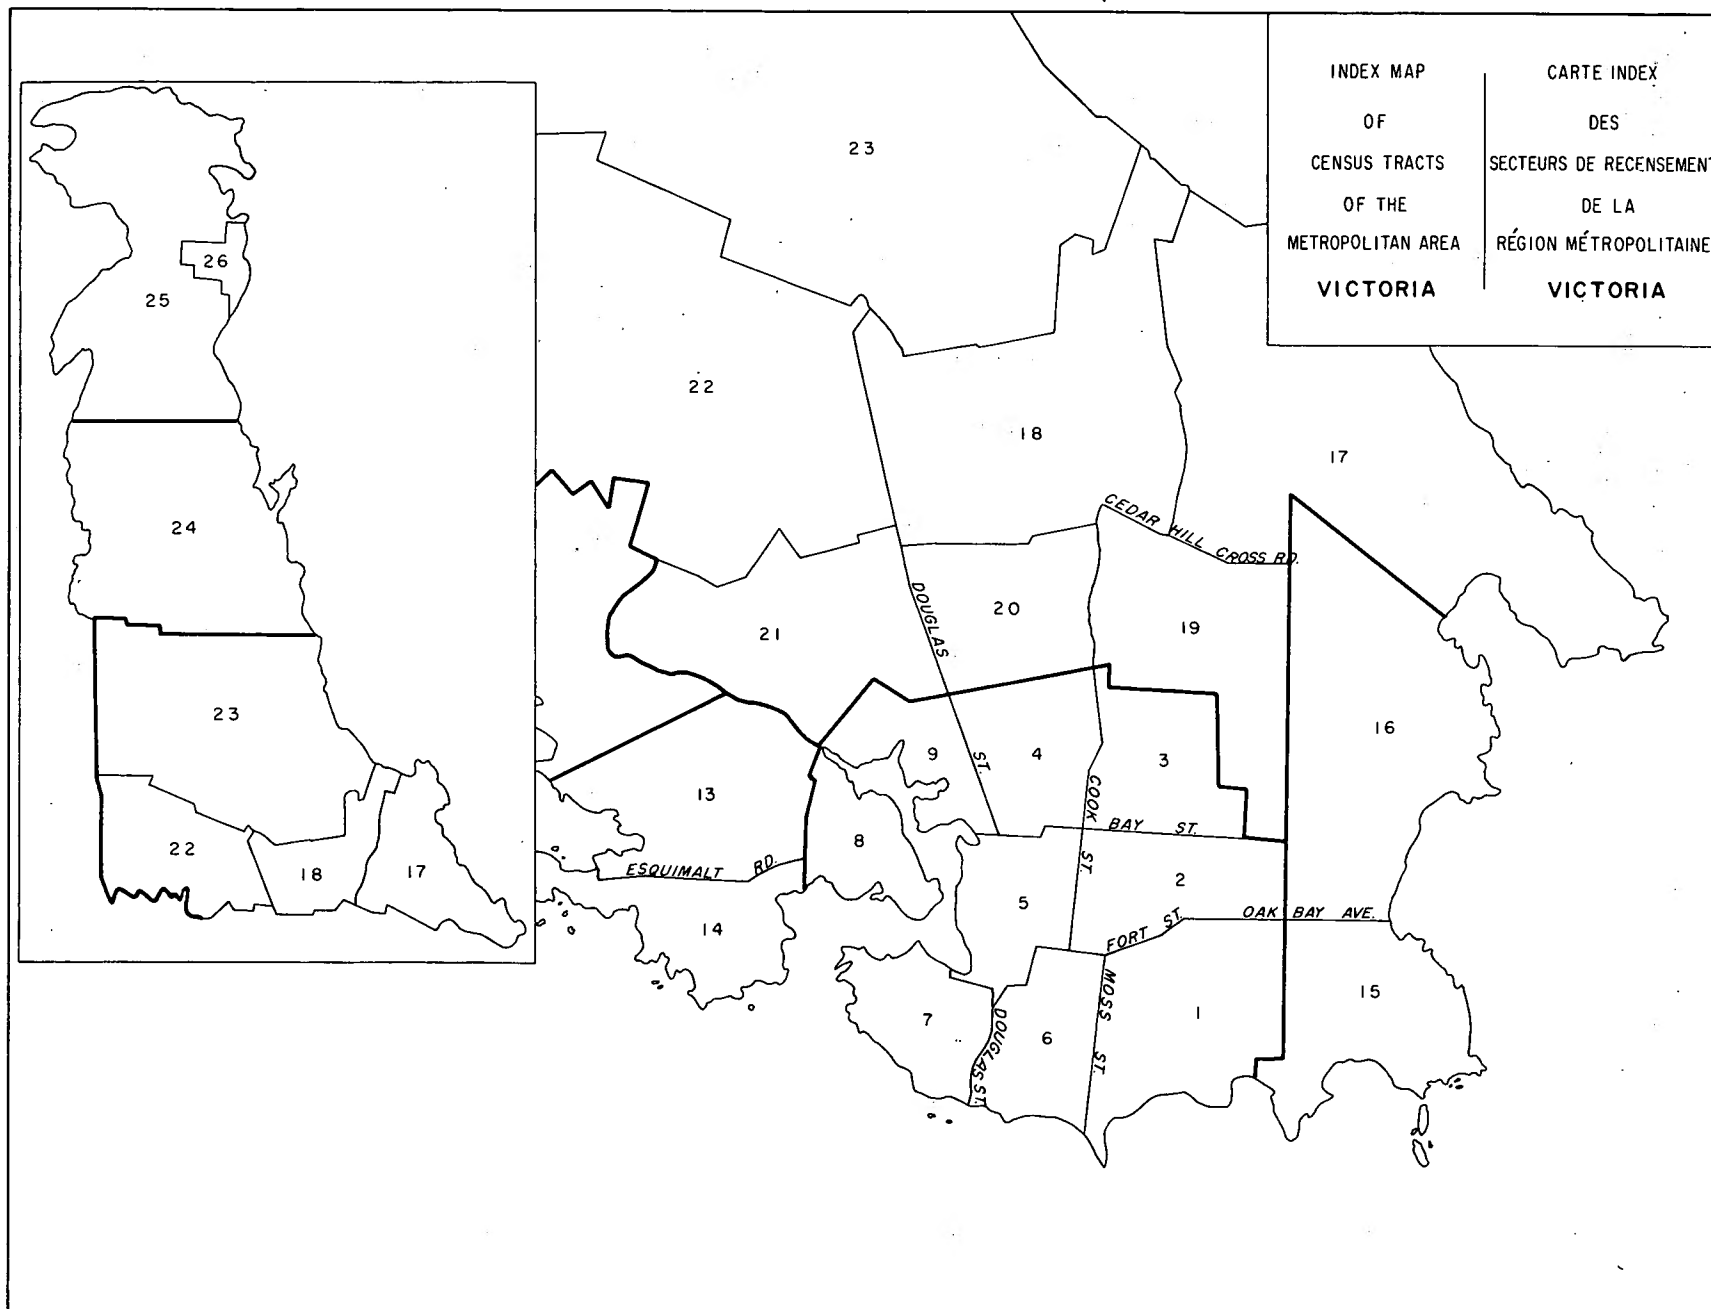 INDEX MAP
OF
CENSUS TRACTS
OF THE
METROPOLITAN AREA
VICTORIA
CARTE INDEX
DES
SECTEURS DE RECENSEMENT
DE LA
RÉGION MÉTROPOLITAINE
VICTORIA
26
25
24
23
22
18
17
23
22
18
17
CEDAR HILL CROSS RD.
DOUGLAS ST.
20
21
19
16
9
4
3
13
COOK ST.
BAY ST.
8
ESQUIMALT RD.
2
5
FORT ST.
OAK BAY AVE.
14
MOSS ST.
15
7
DOUGLAS ST.
6
1